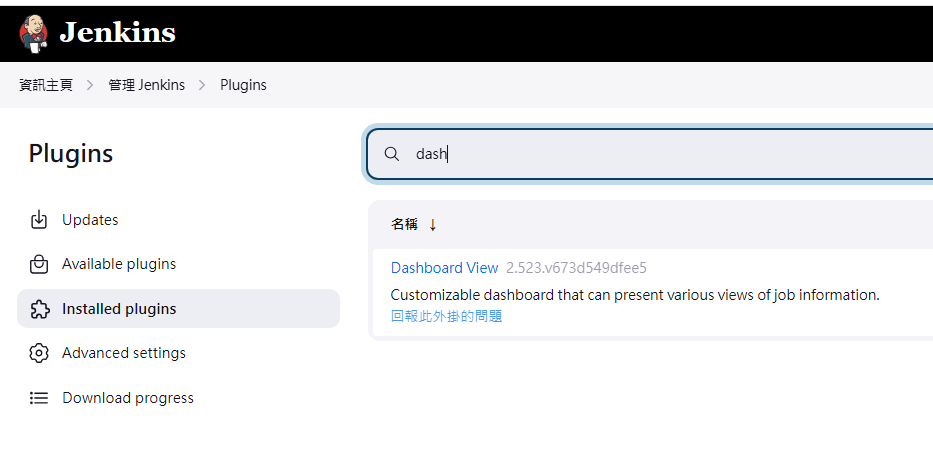 Jenkins
資訊主頁 > 管理 Jenkins > Plugins
Plugins
dash
Updates
Available plugins
Installed plugins
Advanced settings
Download progress
名稱 ↓
Dashboard View 2.523.v673d549dfee5
Customizable dashboard that can present various views of job information.
回報此外掛的問題